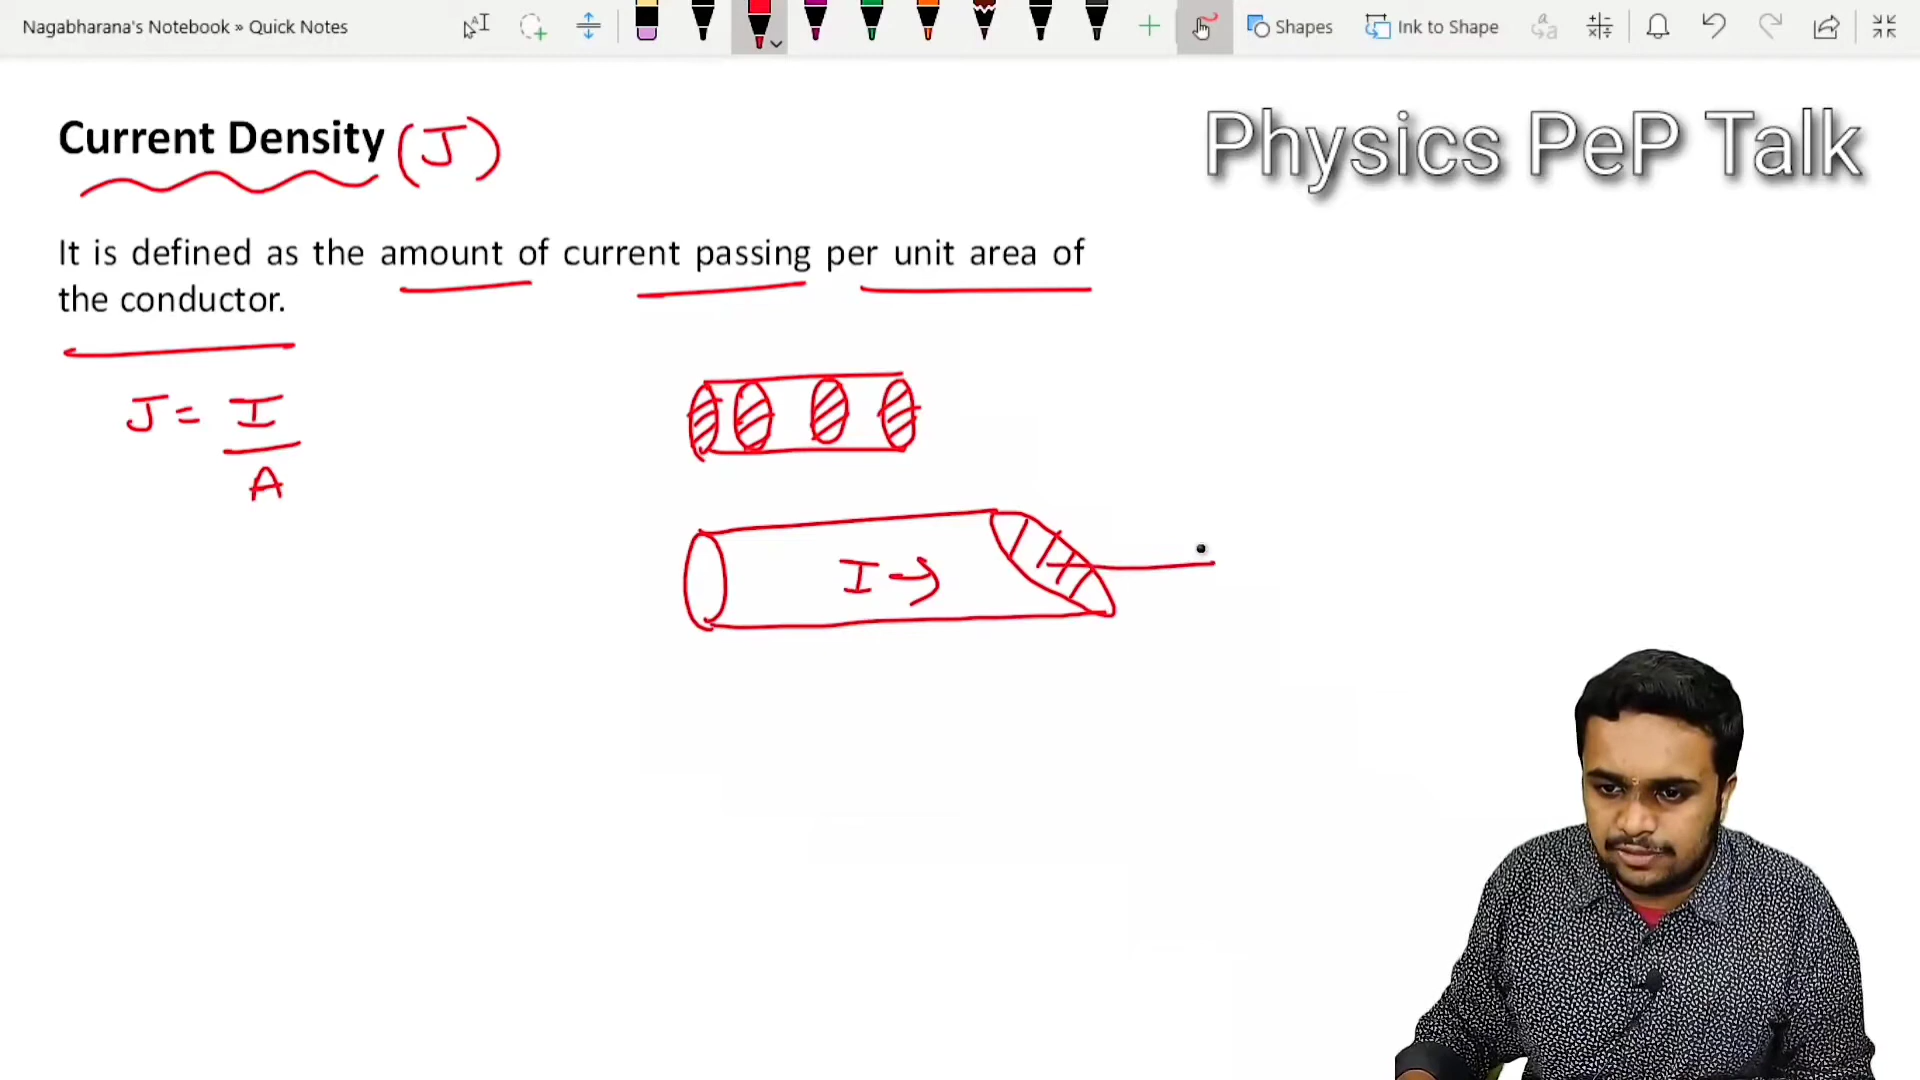 Nagabharana's Notebook » Quick Notes
Shapes
Ink to Shape
Current Density (J)
Physics PeP Talk
It is defined as the amount of current passing per unit area of
the conductor.
J = I
A
I →